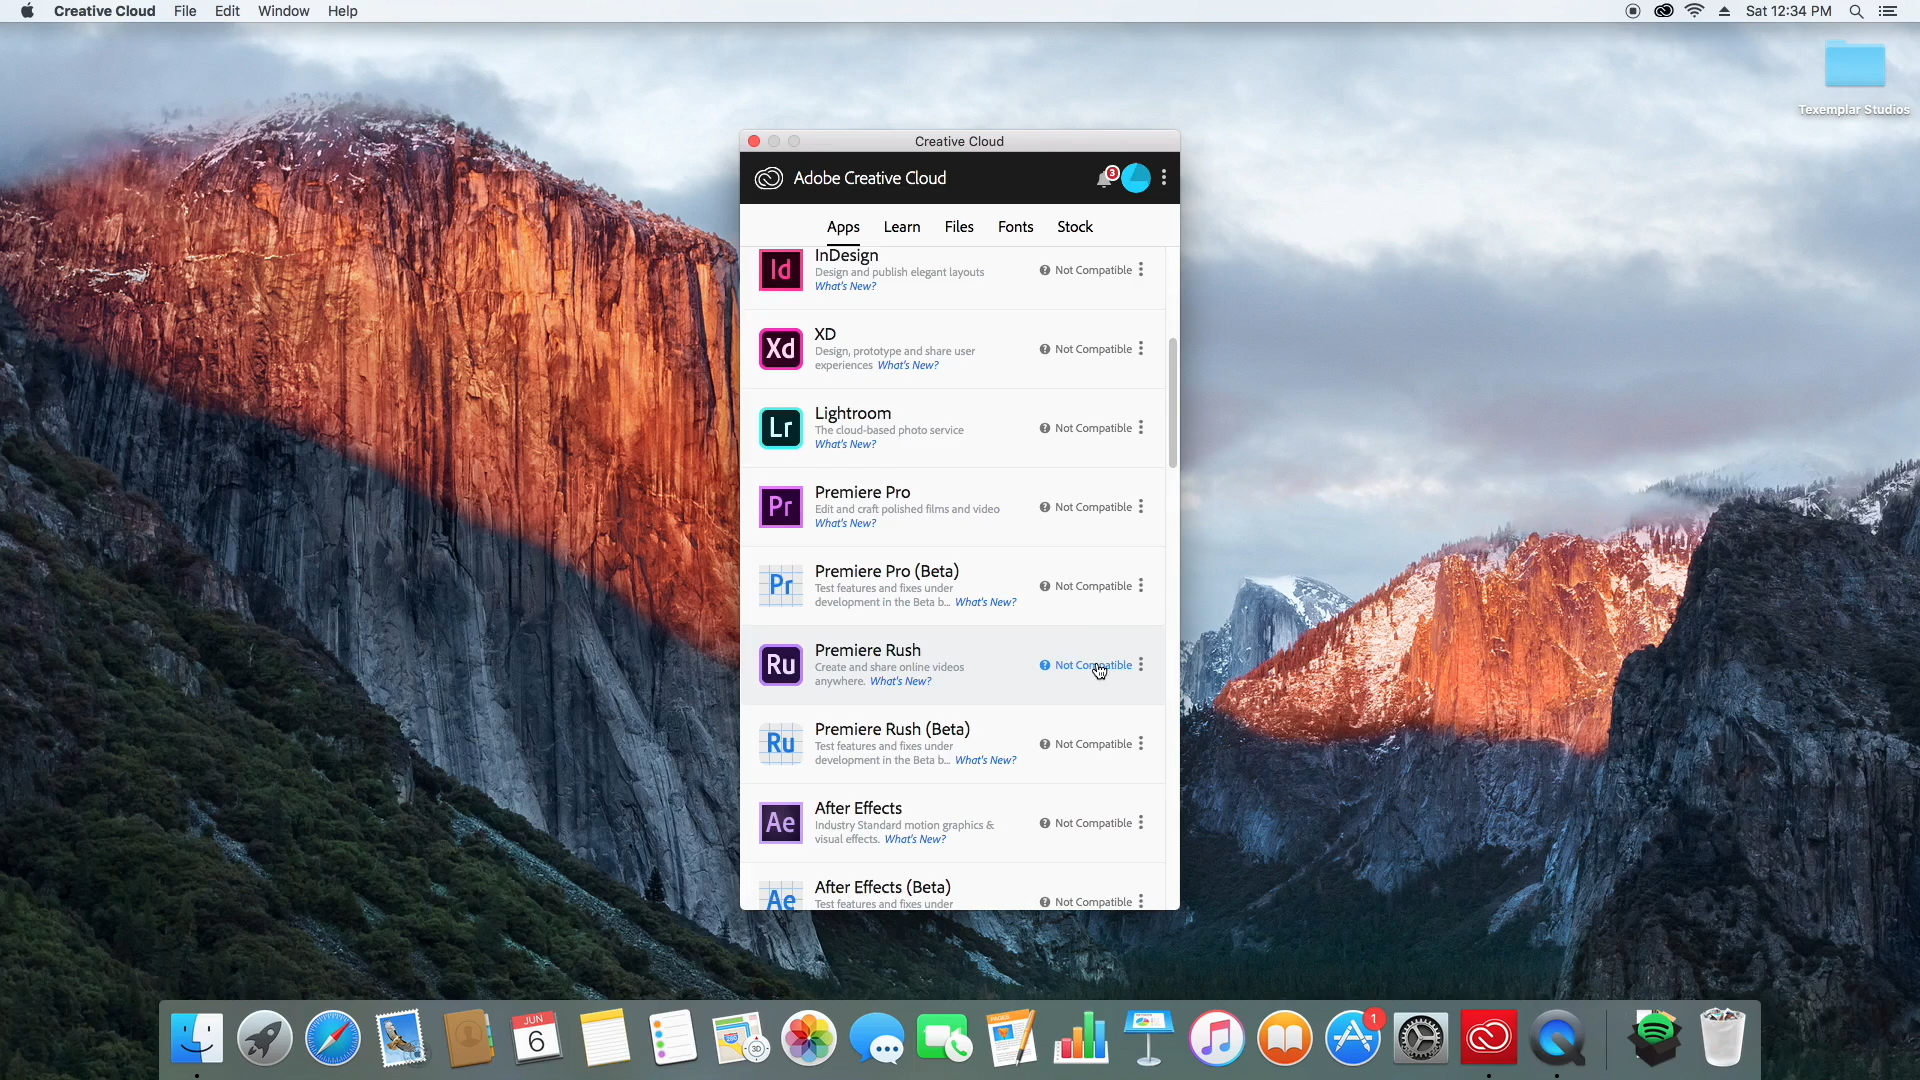 Creative Cloud File Edit Window Help
Sat 12:34 PM
Texemplar Studios
Creative Cloud
Adobe Creative Cloud
3
Apps Learn Files Fonts Stock
Id
InDesign
Design and publish elegant layouts
What's New?
Not Compatible
Xd
XD
Design, prototype and share user
experiences What's New?
Not Compatible
Lr
Lightroom
The cloud-based photo service
What's New?
Not Compatible
Pr
Premiere Pro
Edit and craft polished films and video
What's New?
Not Compatible
Pr
Premiere Pro (Beta)
Test features and fixes under
development in the Beta b... What's New?
Not Compatible
Ru
Premiere Rush
Create and share online videos
anywhere. What's New?
Not Compatible
Ru
Premiere Rush (Beta)
Test features and fixes under
development in the Beta b... What's New?
Not Compatible
Ae
After Effects
Industry Standard motion graphics &
visual effects. What's New?
Not Compatible
Ae
After Effects (Beta)
Test features and fixes under
Not Compatible
JUN
6
280
3D
PAGES
1